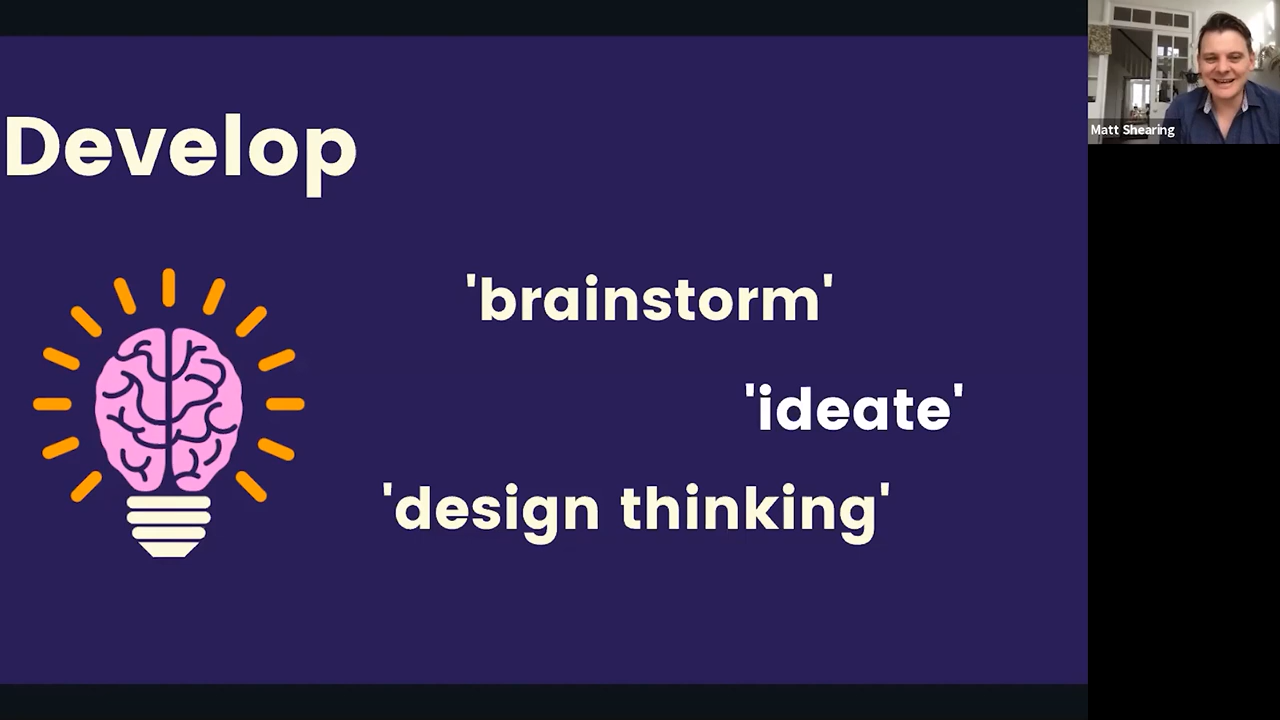 Develop
'brainstorm'
'ideate'
'design thinking'
Matt Shearing